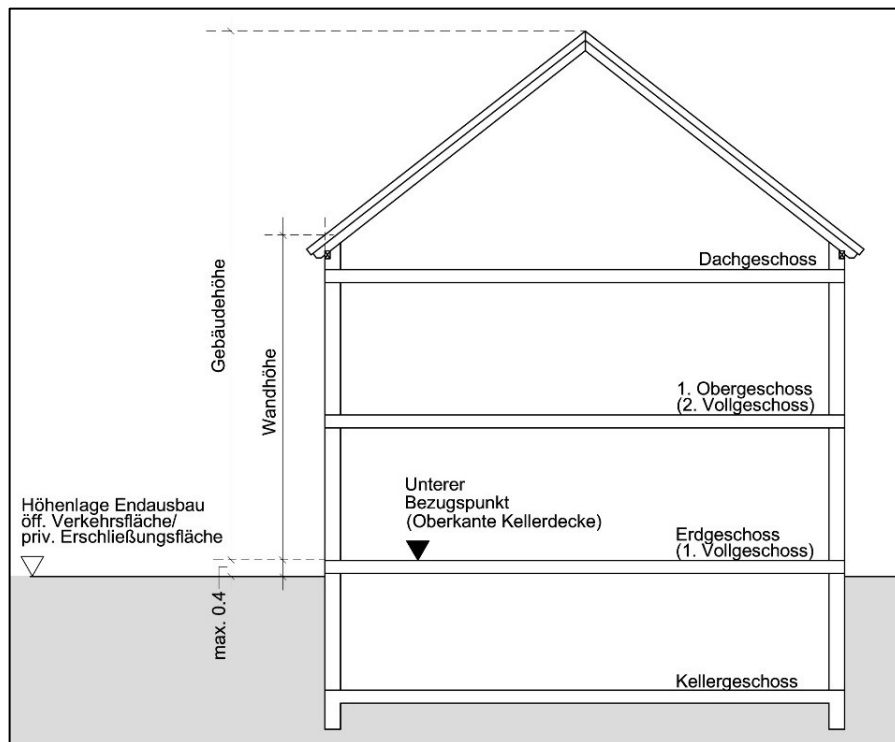 Gebäudehöhe
Wandhöhe
Dachgeschoss
1. Obergeschoss
(2. Vollgeschoss)
Unterer
Bezugspunkt
(Oberkante Kellerdecke)
Höhenlage Endausbau
öff. Verkehrsfläche/
priv. Erschließungsfläche
Erdgeschoss
(1. Vollgeschoss)
max. 0.4
Kellergeschoss